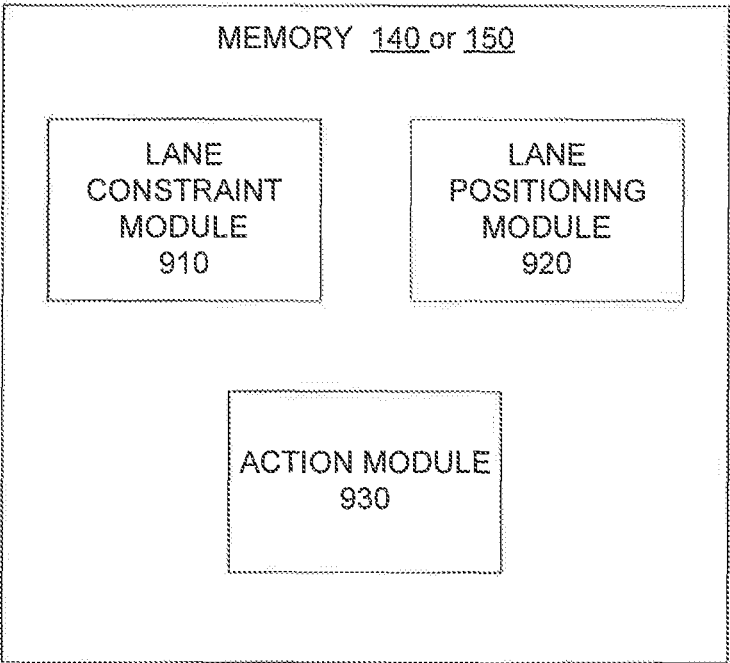 MEMORY 140 or 150
LANE
CONSTRAINT
MODULE
910
LANE
POSITIONING
MODULE
920
ACTION MODULE
930